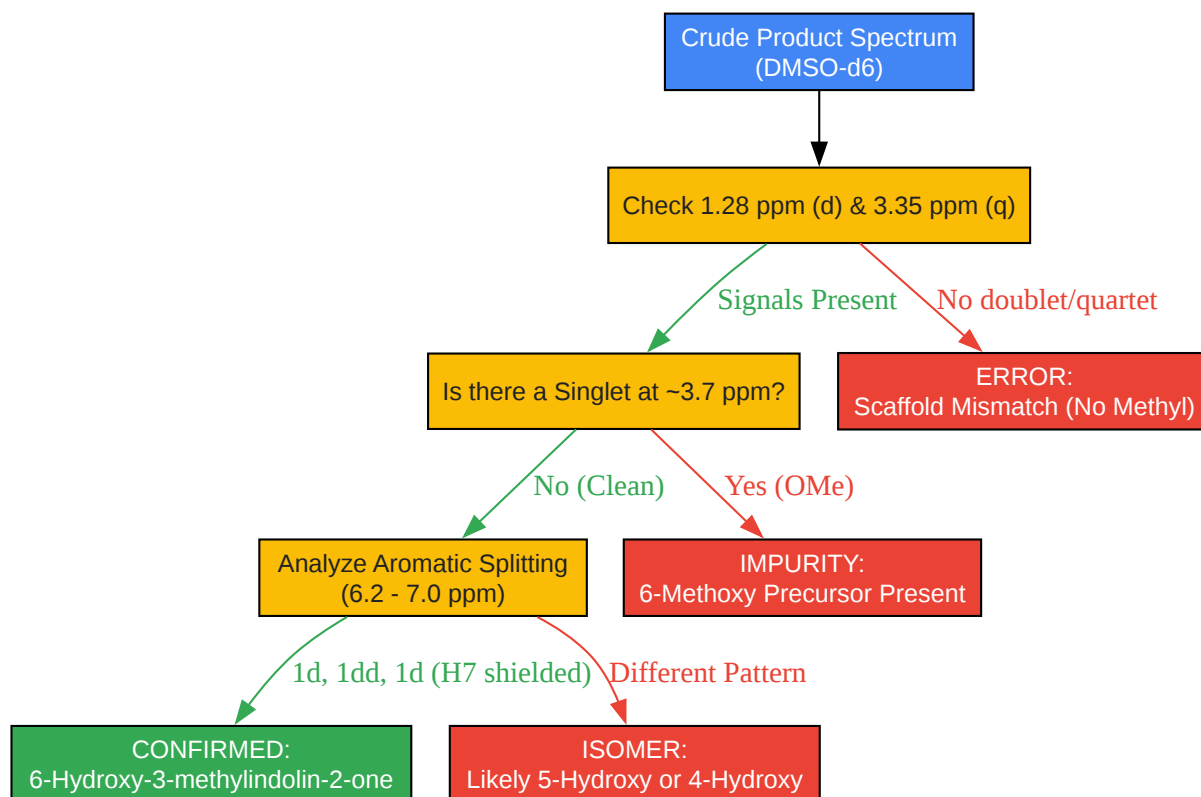 Crude Product Spectrum
(DMSO-d6)
Check 1.28 ppm (d) & 3.35 ppm (q)
Signals Present
No doublet/quartet
Is there a Singlet at ~3.7 ppm?
ERROR:
Scaffold Mismatch (No Methyl)
No (Clean)
Yes (OMe)
Analyze Aromatic Splitting
(6.2 - 7.0 ppm)
IMPURITY:
6-Methoxy Precursor Present
1d, 1dd, 1d (H7 shielded)
Different Pattern
CONFIRMED:
6-Hydroxy-3-methylindolin-2-one
ISOMER:
Likely 5-Hydroxy or 4-Hydroxy